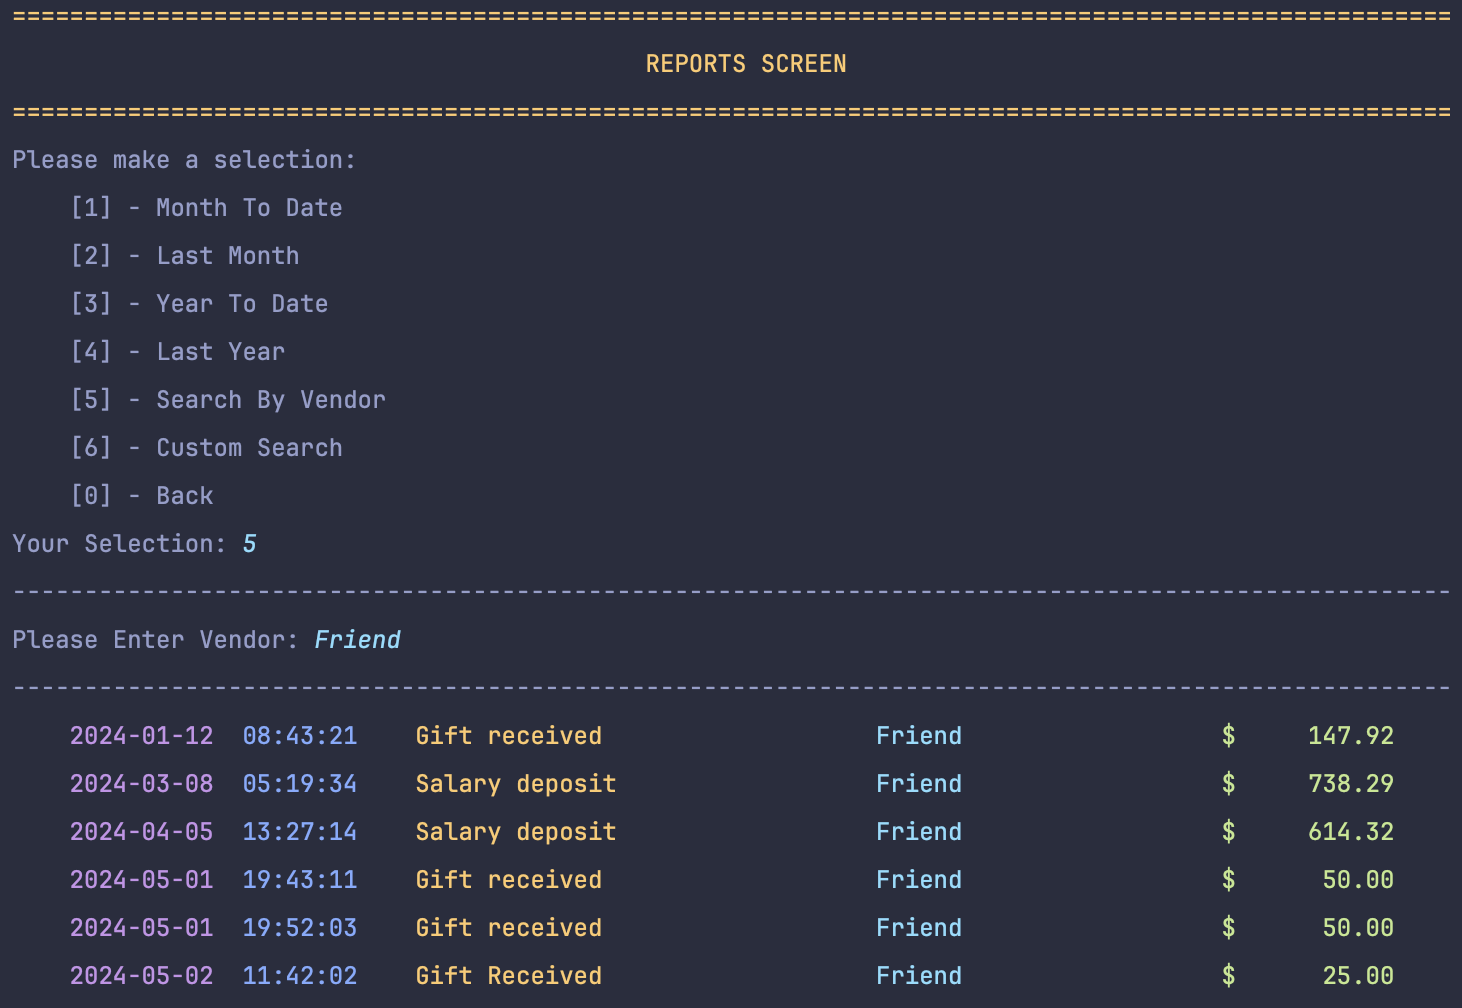 ====================================================================================================
REPORTS SCREEN
====================================================================================================
Please make a selection:
[1] - Month To Date
[2] - Last Month
[3] - Year To Date
[4] - Last Year
[5] - Search By Vendor
[6] - Custom Search
[0] - Back
Your Selection: 5
----------------------------------------------------------------------------------------------------
Please Enter Vendor: Friend
----------------------------------------------------------------------------------------------------
2024-01-12  08:43:21    Gift received    Friend    $    147.92
2024-03-08  05:19:34    Salary deposit    Friend    $    738.29
2024-04-05  13:27:14    Salary deposit    Friend    $    614.32
2024-05-01  19:43:11    Gift received    Friend    $    50.00
2024-05-01  19:52:03    Gift received    Friend    $    50.00
2024-05-02  11:42:02    Gift Received    Friend    $    25.00